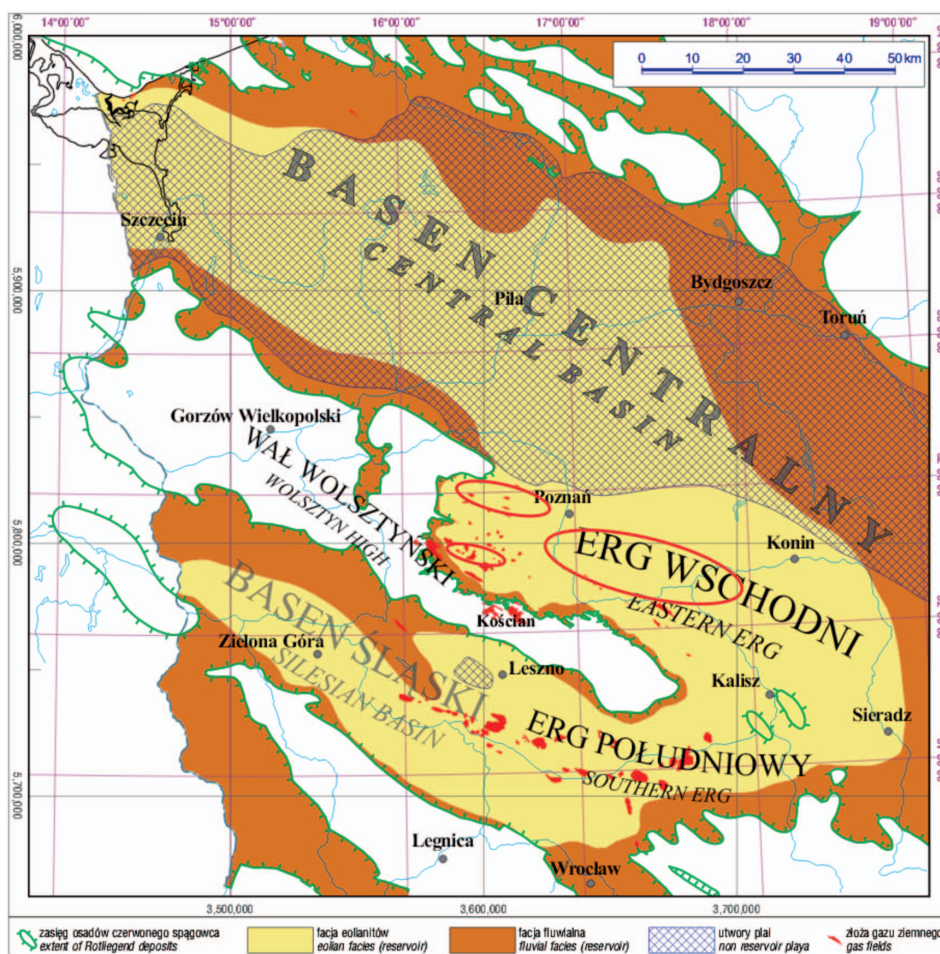 14°00'00" 15°00'00" 16°00'00" 17°00'00" 18°00'00" 19°00'00"
0 10 20 30 40 50 km
BASEN CENTRALNY
CENTRAL BASIN
Szczecin
Piła
Bydgoszcz
Toruń
Gorzów Wielkopolski
WAŁ WOLSZTYŃSKI
WOLSZTYN HIGH
Poznań
Konin
ERG WSCHODNI
EASTERN ERG
BASEN ŚLĄSKI
SILESIAN BASIN
Kościan
Zielona Góra
Leszno
Kalisz
Sieradz
ERG POŁUDNIOWY
SOUTHERN ERG
Legnica
Wrocław
6,000,000
5,900,000
5,800,000
5,700,000
3,500,000 3,600,000 3,700,000
zasięg osadów czerwonego spągowca
extent of Rotliegend deposits
facja eolianitów
eolian facies (reservoir)
facja fluwialna
fluvial facies (reservoir)
utwory plai
non reservoir playa
złoża gazu ziemnego
gas fields